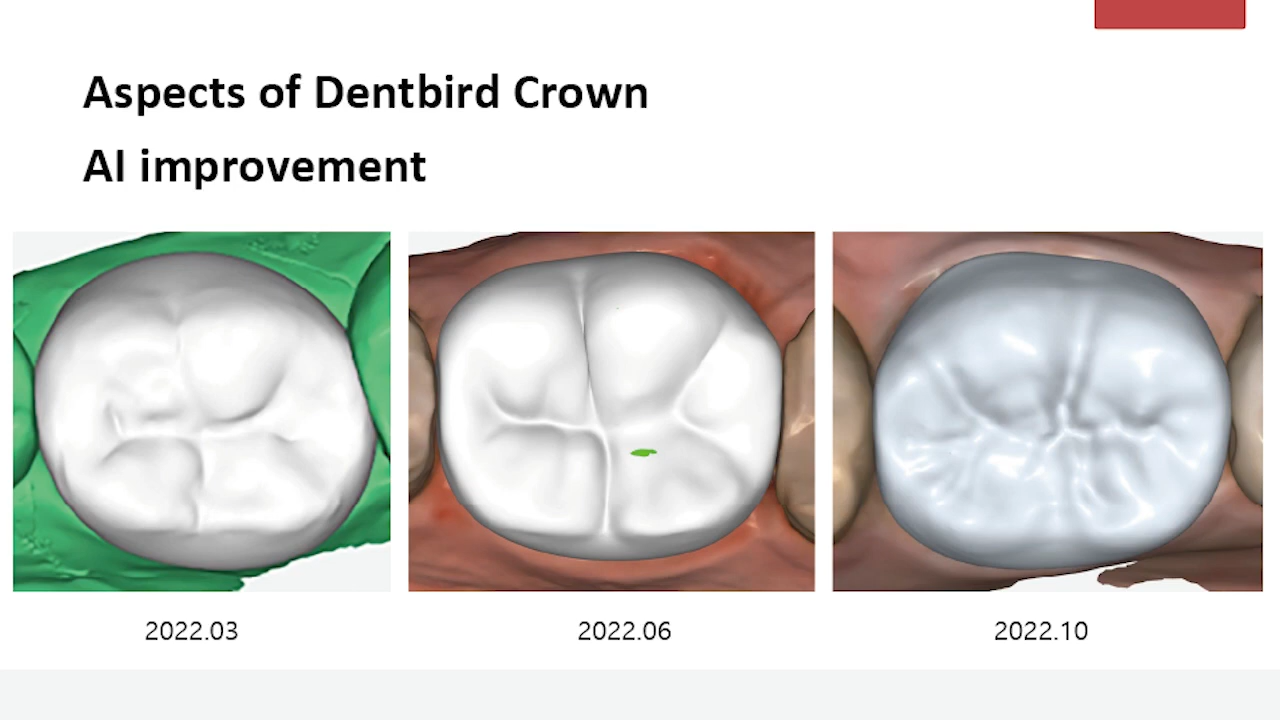 Aspects of Dentbird Crown
AI improvement
2022.03
2022.06
2022.10